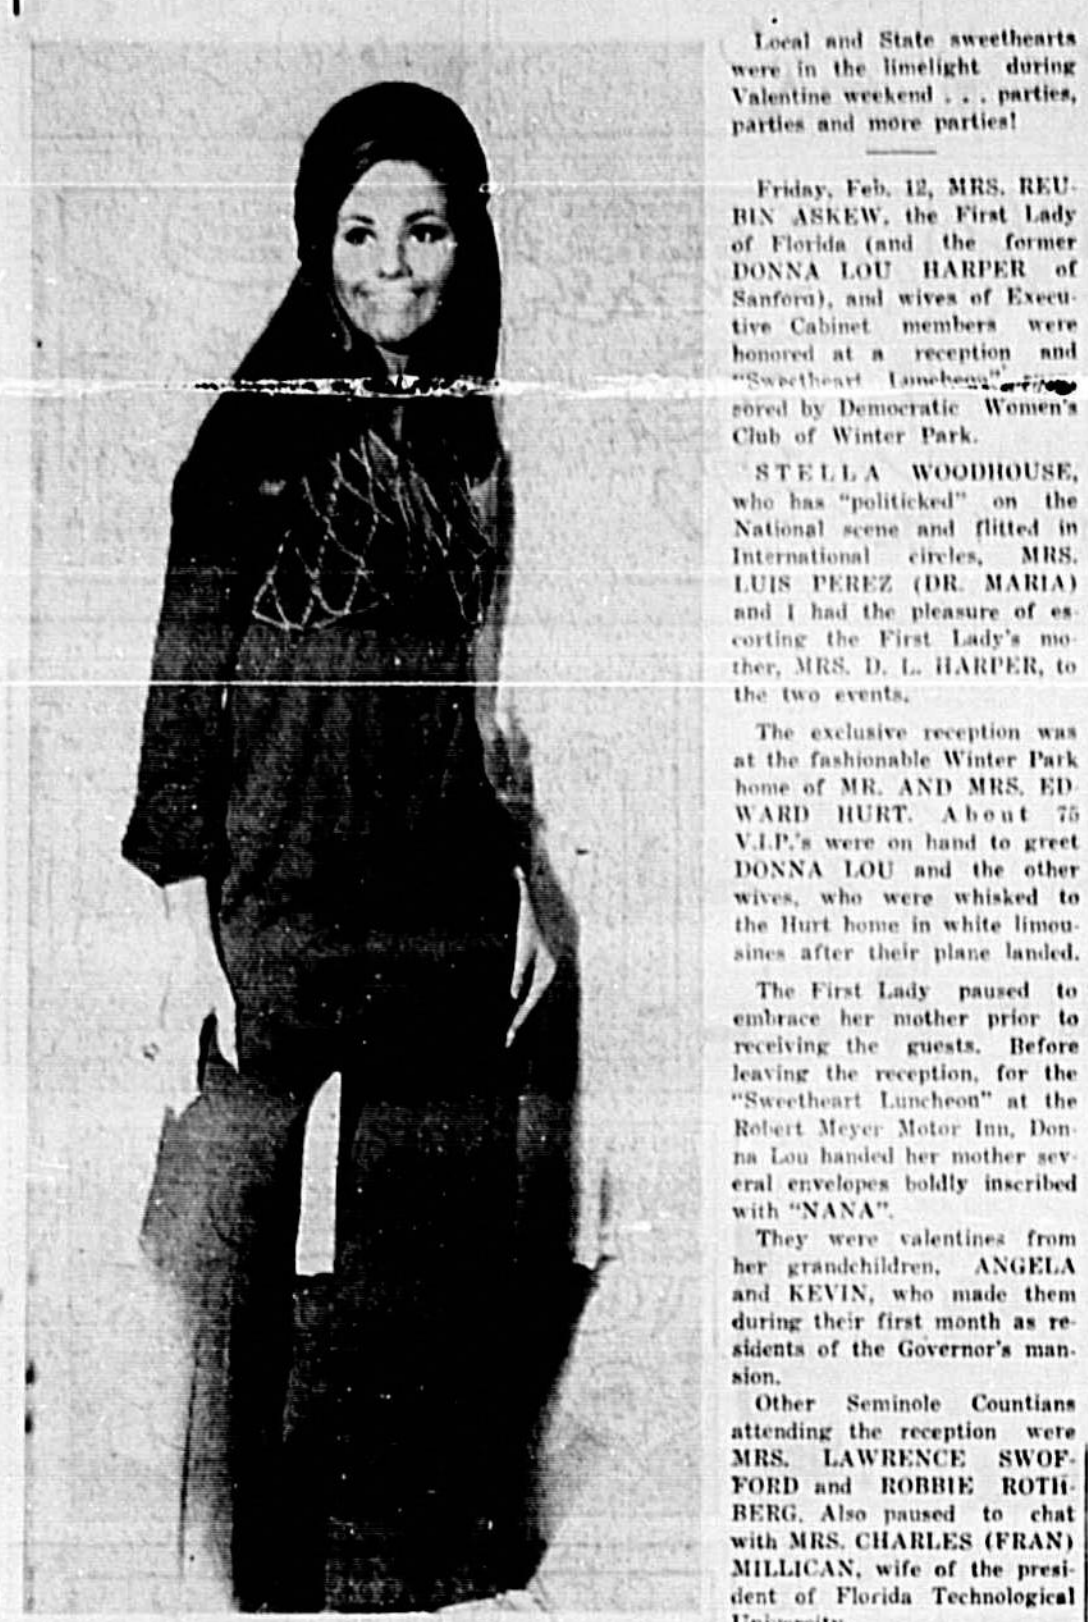 Local and State sweethearts
were in the limelight during
Valentine weekend . . . parties,
parties and more parties!
Friday, Feb. 12, MRS. REU-
BIN ASKEW, the First Lady
of Florida (and the former
DONNA LOU HARPER of
Sanford), and wives of Execu-
tive Cabinet members were
honored at a reception and
"Sweetheart Luncheon"
sored by Democratic Women's
Club of Winter Park.
STELLA WOODHOUSE,
who has "politicked" on the
National scene and flitted in
International circles, MRS.
LUIS PEREZ (DR. MARIA)
and I had the pleasure of es-
corting the First Lady's mo-
ther, MRS. D. L. HARPER, to
the two events.
The exclusive reception was
at the fashionable Winter Park
home of MR. AND MRS. ED-
WARD HURT. About 75
V.I.P.'s were on hand to greet
DONNA LOU and the other
wives, who were whisked to
the Hurt home in white limou-
sines after their plane landed.
The First Lady paused to
embrace her mother prior to
receiving the guests. Before
leaving the reception, for the
"Sweetheart Luncheon" at the
Robert Meyer Motor Inn, Don-
na Lou handed her mother sev-
eral envelopes boldly inscribed
with "NANA".
They were valentines from
her grandchildren, ANGELA
and KEVIN, who made them
during their first month as re-
sidents of the Governor's man-
sion.
Other Seminole Countians
attending the reception were
MRS. LAWRENCE SWOF-
FORD and ROBBIE ROTH-
BERG. Also paused to chat
with MRS. CHARLES (FRAN)
MILLICAN, wife of the presi-
dent of Florida Technological